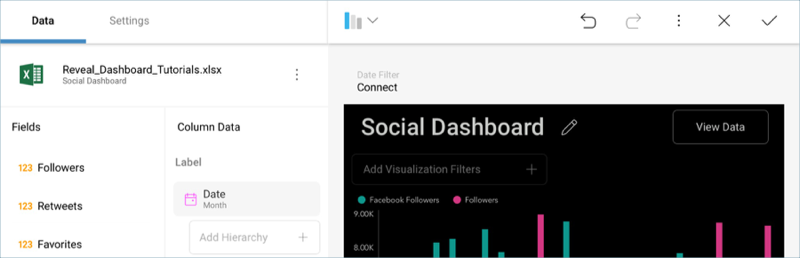 Data
Settings
Reveal_Dashboard_Tutorials.xlsx
Social Dashboard
Fields
123 Followers
123 Retweets
123 Favorites
Column Data
Label
Date
Month
Add Hierarchy +
Date Filter
Connect
Social Dashboard
View Data
Add Visualization Filters +
Facebook Followers Followers
9.00K
8.00K